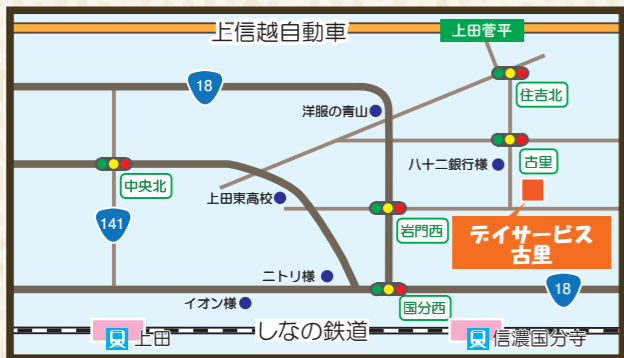 上信越自動車
上田菅平
18
住吉北
洋服の青山
八十二銀行様
古里
中央北
上田東高校
141
岩門西
デイサービス
古里
ニトリ様
18
イオン様
国分西
しなの鉄道
上田
信濃国分寺